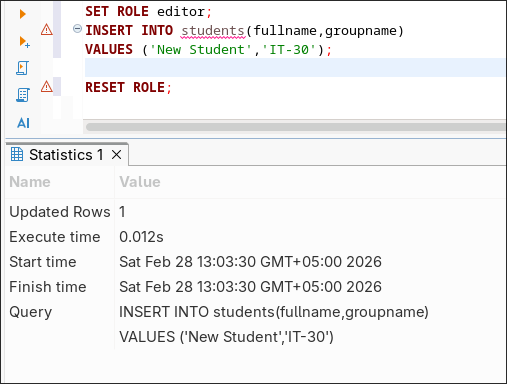 SET ROLE editor;
INSERT INTO students(fullname,groupname)
VALUES ('New Student','IT-30');
RESET ROLE;
AI
Statistics 1
Name Value
Updated Rows 1
Execute time 0.012s
Start time Sat Feb 28 13:03:30 GMT+05:00 2026
Finish time Sat Feb 28 13:03:30 GMT+05:00 2026
Query INSERT INTO students(fullname,groupname)
VALUES ('New Student','IT-30')